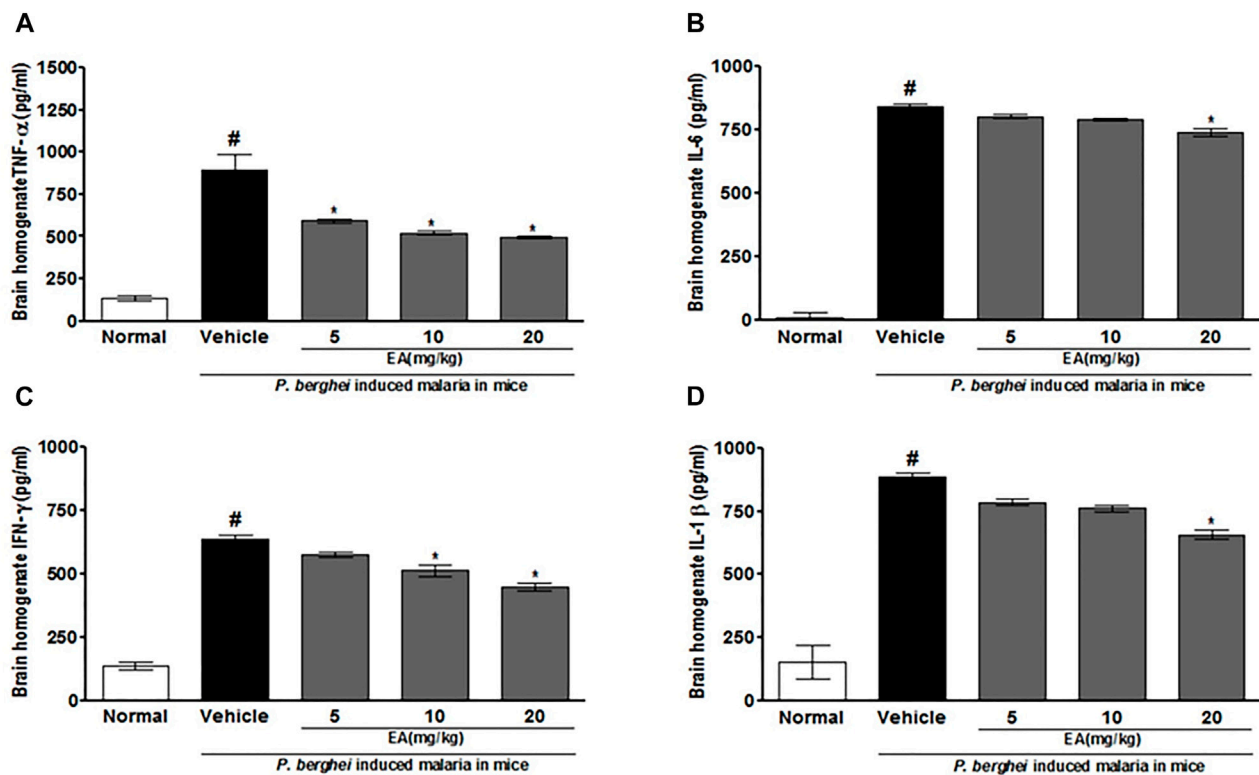 A
Brain homogenateTNF-α(pg/ml)
1500
1250
1000
750
500
250
0
#
*
*
*
Normal
Vehicle
5
10
20
EA(mg/kg)
P. berghei induced malaria in mice
B
Brain homogenate IL-6 (pg/ml)
1000
750
500
250
0
#
*
Normal
Vehicle
5
10
20
EA(mg/kg)
P. berghei induced malaria in mice
C
Brain homogenate IFN-γ(pg/ml)
1000
750
500
250
0
#
*
*
Normal
Vehicle
5
10
20
EA(mg/kg)
P. berghei induced malaria in mice
D
Brain homogenate IL-1 β (pg/ml)
1000
750
500
250
0
#
*
Normal
Vehicle
5
10
20
EA(mg/kg)
P. berghei induced malaria in mice